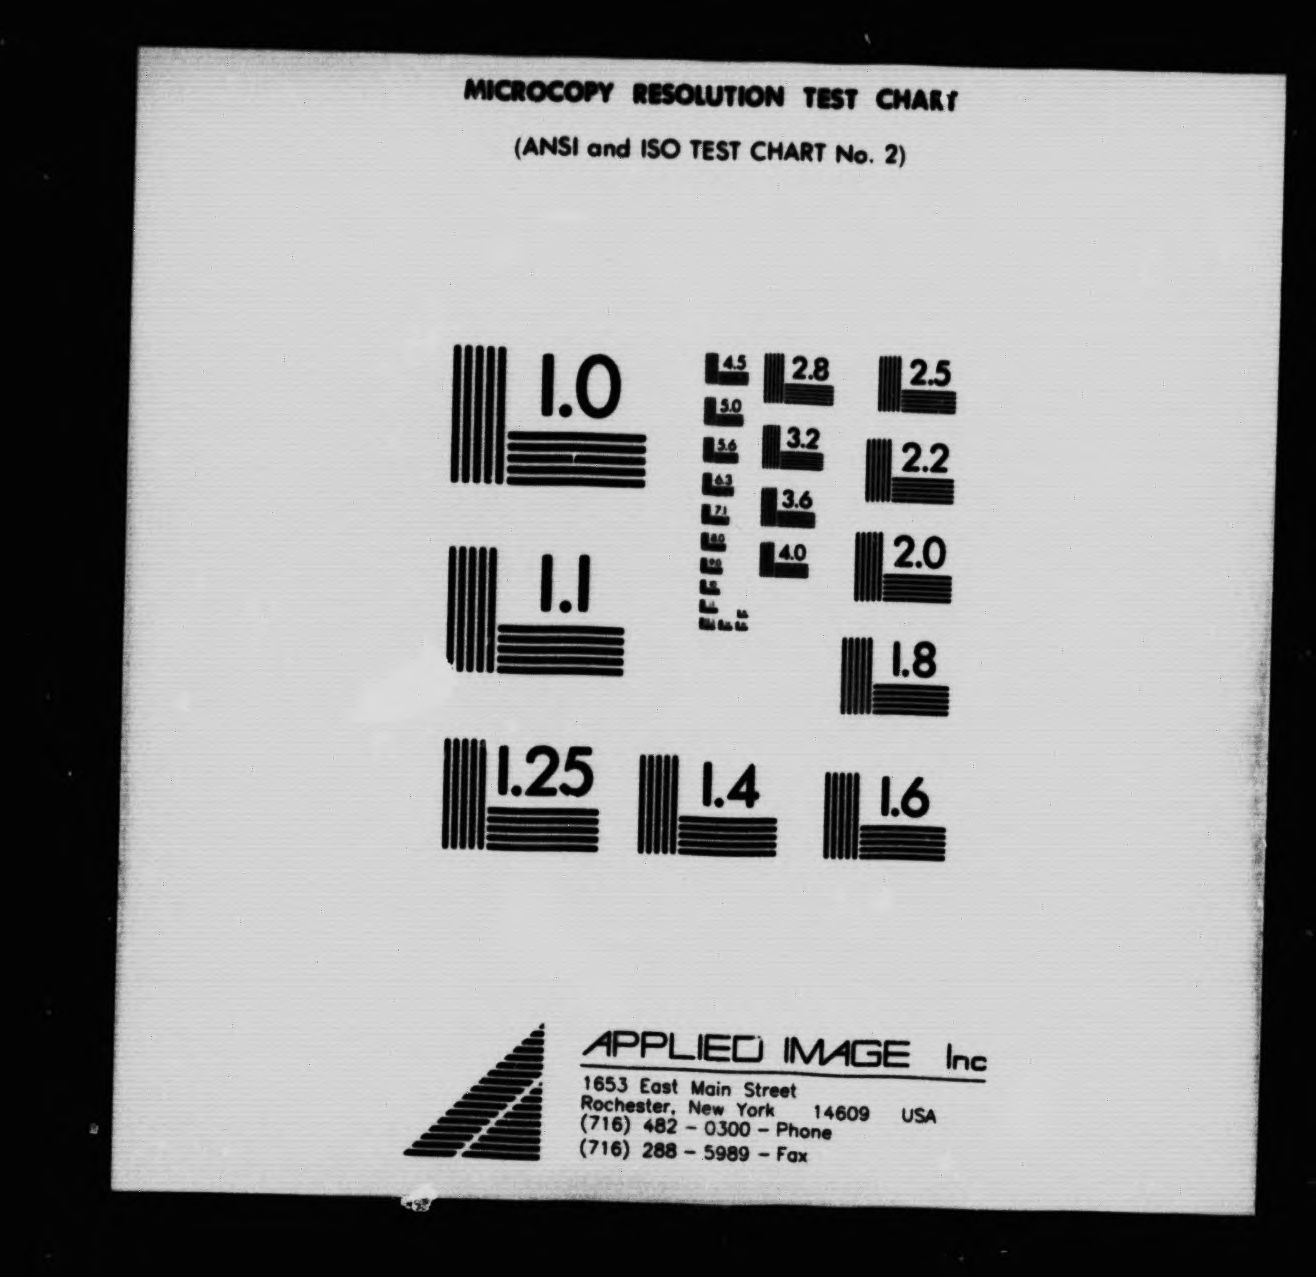 MICROCOPY RESOLUTION TEST CHART
(ANSI and ISO TEST CHART No. 2)
1.0
4.5
2.8
2.5
5.0
5.6
3.2
2.2
6.3
3.6
7.1
8.0
4.0
2.0
9.0
1.1
1.8
1.25
1.4
1.6
APPLIED IMAGE Inc
1653 East Main Street
Rochester, New York 14609 USA
(716) 482 - 0300 - Phone
(716) 288 - 5989 - Fax